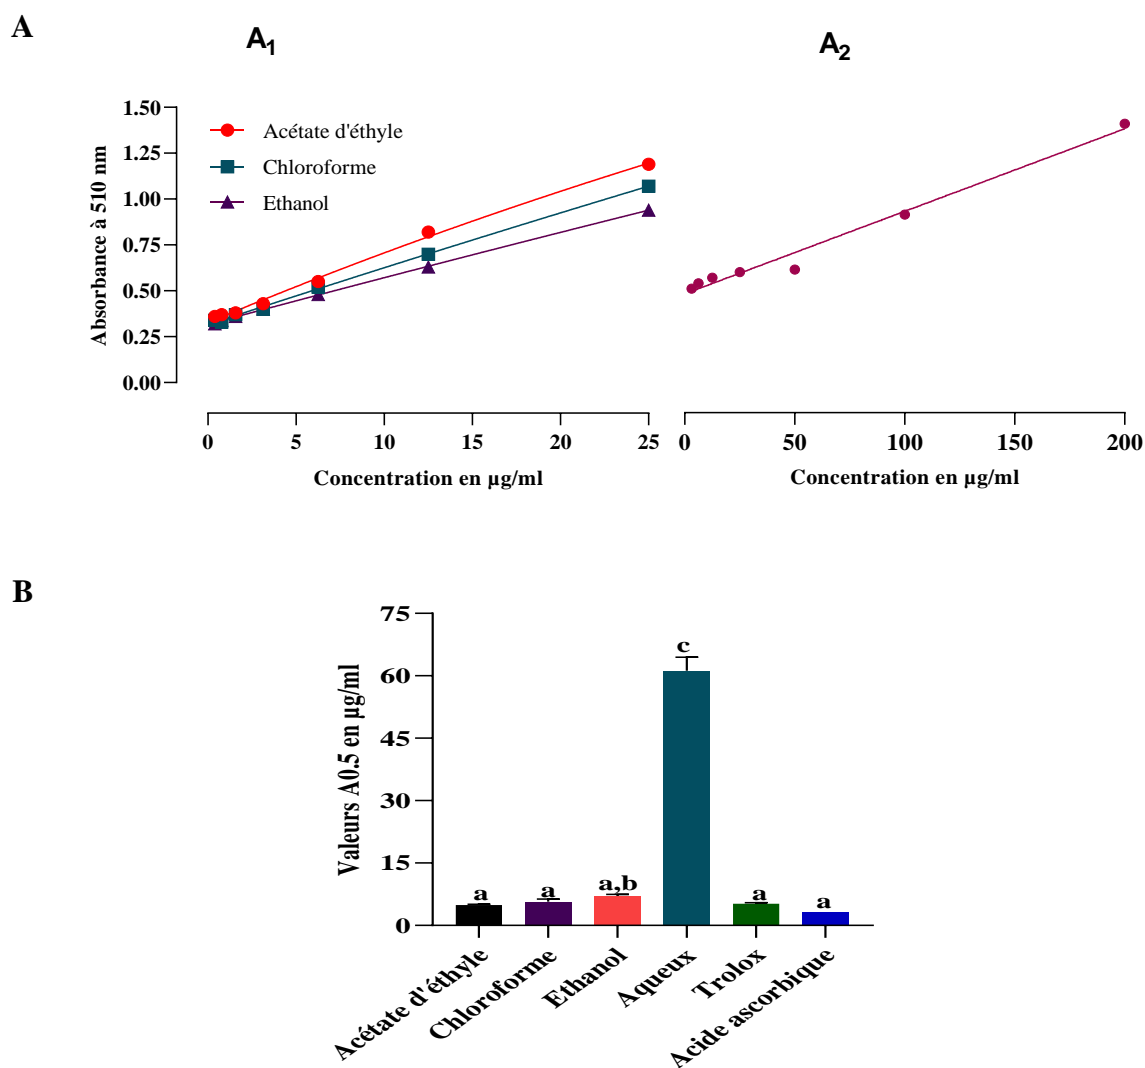 A
A1
A2
1.50
1.25
1.00
0.75
0.50
0.25
0.00
Absorbance à 510 nm
Acétate d'éthyle
Chloroforme
Ethanol
0 5 10 15 20 25
Concentration en µg/ml
0 50 100 150 200
Concentration en µg/ml
B
75
60
45
30
15
0
Valeurs A0.5 en µg/ml
a a a,b c a a
Acétate d'éthyle
Chloroforme
Ethanol
Aqueux
Trolox
Acide ascorbique